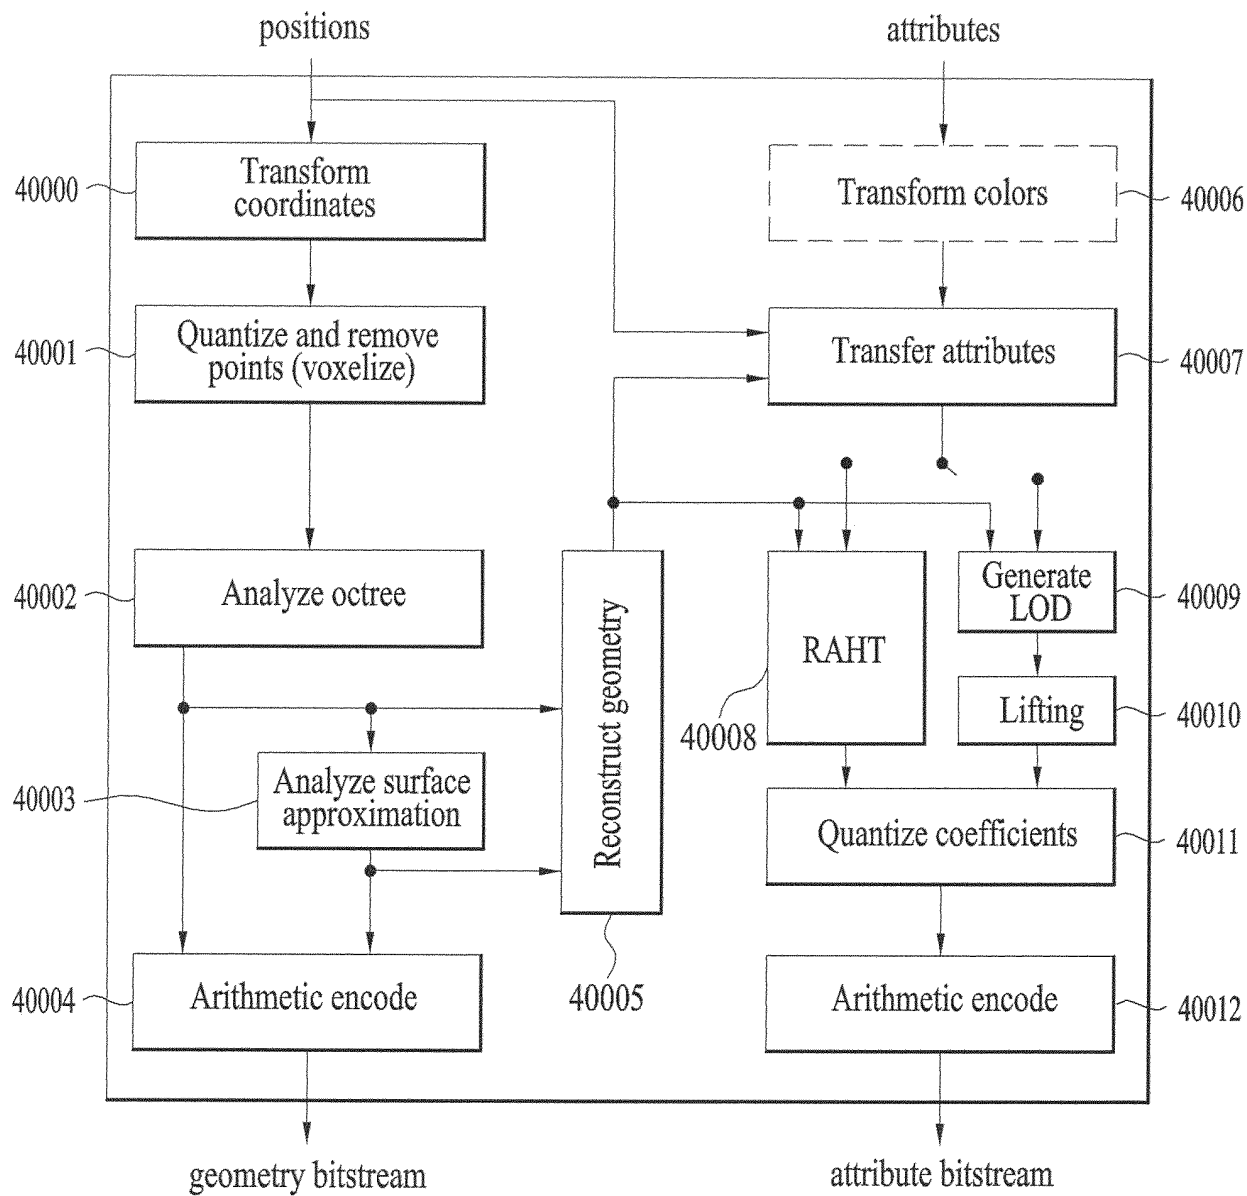 positions
attributes
Transform
coordinates
40000
Transform colors
40006
Quantize and remove
points (voxelize)
40001
Transfer attributes
40007
Analyze octree
40002
Generate
LOD
40009
RAHT
40008
Reconstruct geometry
40005
Lifting
40010
Analyze surface
approximation
40003
Quantize coefficients
40011
Arithmetic encode
40004
Arithmetic encode
40012
geometry bitstream
attribute bitstream